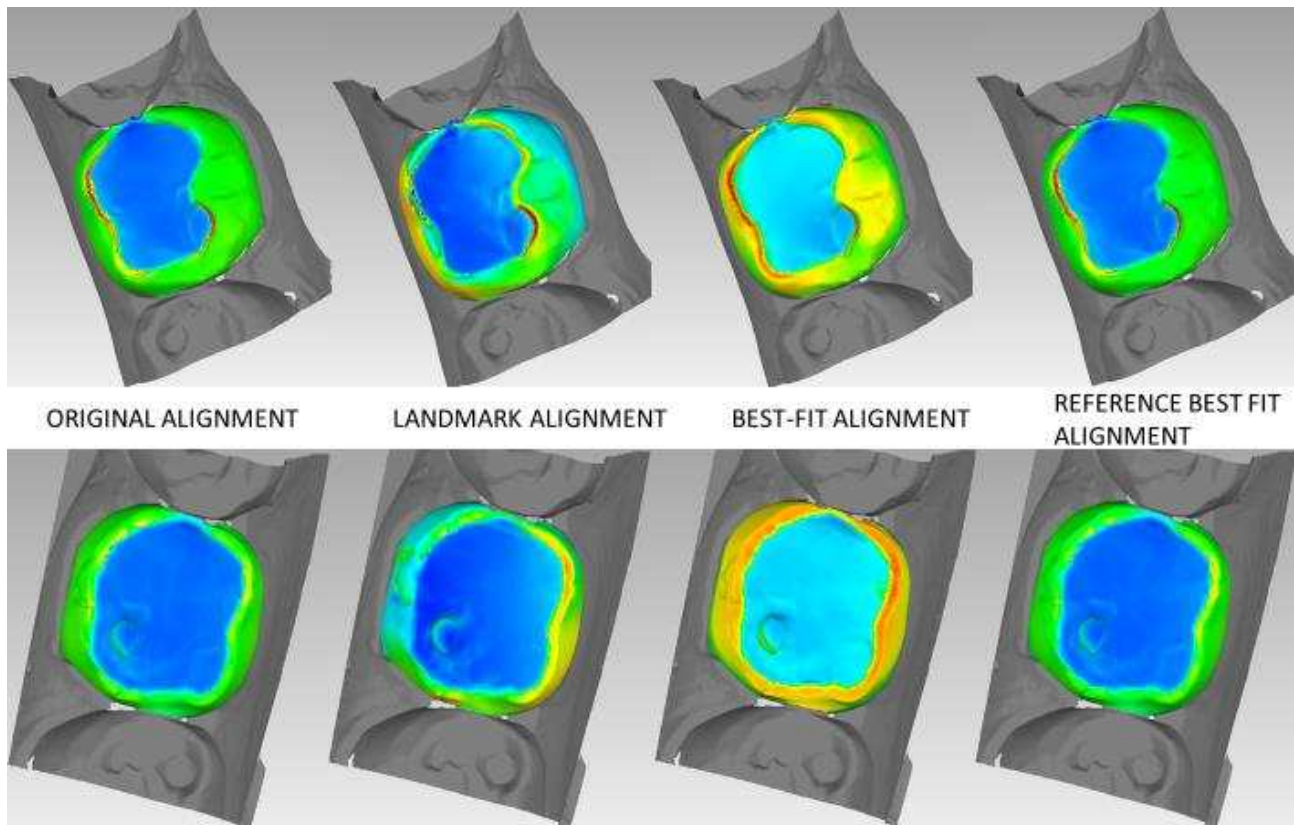 ORIGINAL ALIGNMENT
LANDMARK ALIGNMENT
BEST-FIT ALIGNMENT
REFERENCE BEST FIT
ALIGNMENT